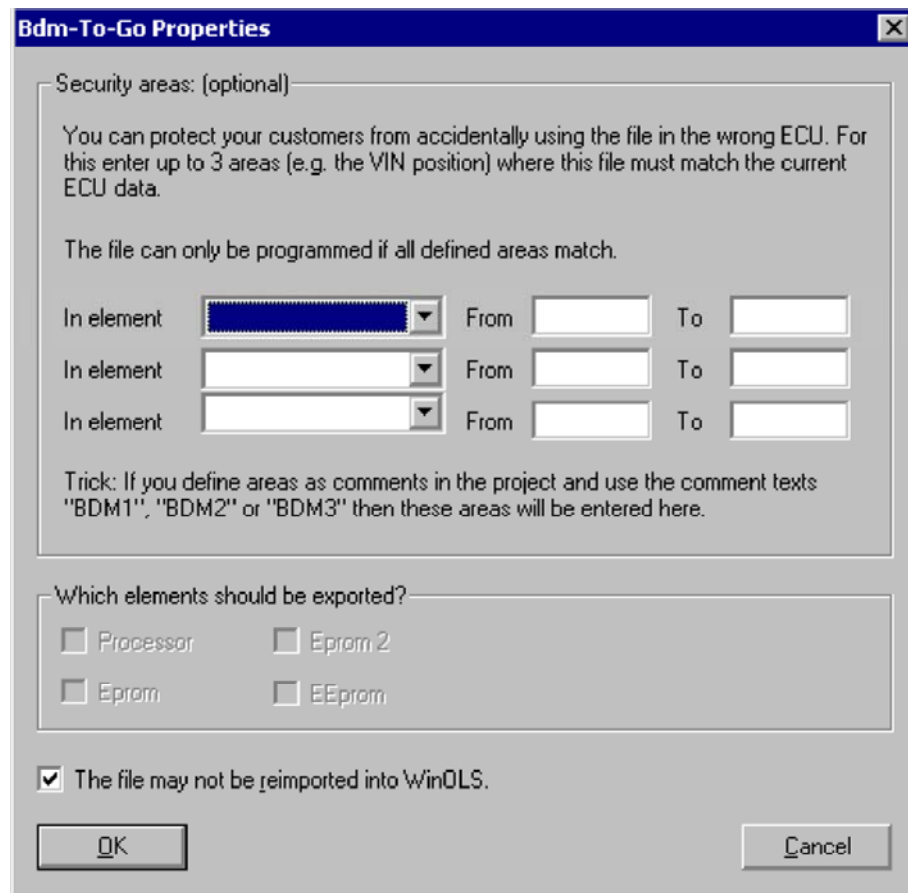 Bdm-To-Go Properties
Security areas: (optional)
You can protect your customers from accidentally using the file in the wrong ECU. For
this enter up to 3 areas (e.g. the VIN position) where this file must match the current
ECU data.
The file can only be programmed if all defined areas match.
In element From To
In element From To
In element From To
Trick: If you define areas as comments in the project and use the comment texts
"BDM1", "BDM2" or "BDM3" then these areas will be entered here.
Which elements should be exported?
Processor Eprom 2
Eprom EEprom
The file may not be reimported into WinOLS.
OK Cancel